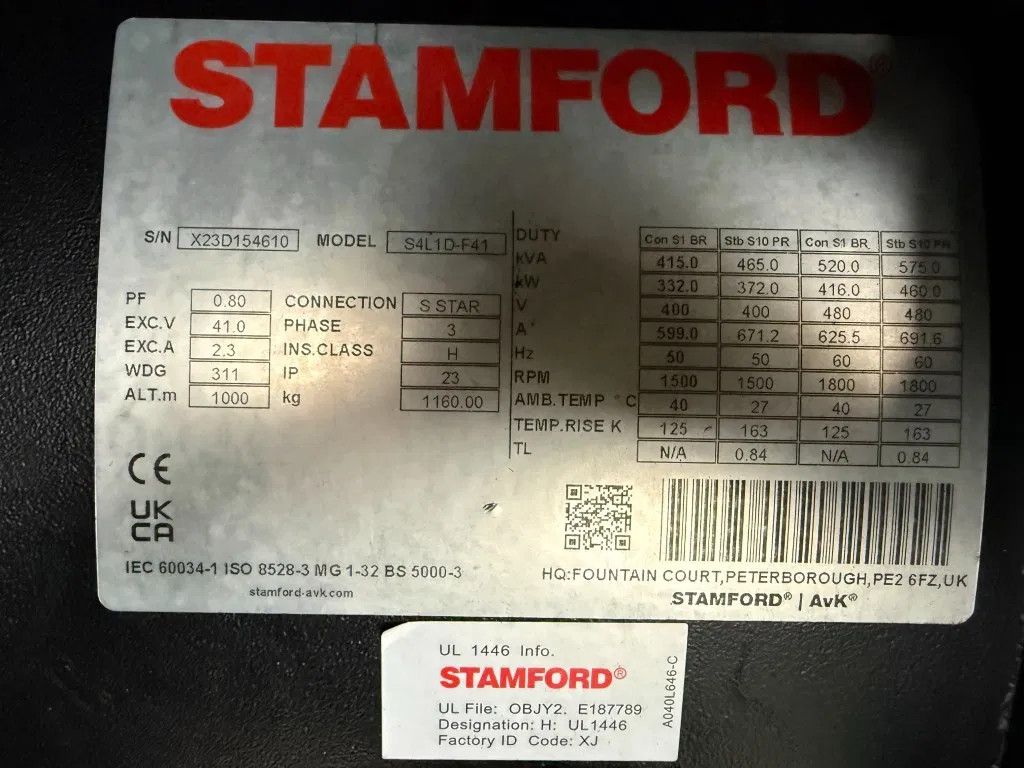 STAMFORD®
S/N X23D154610 MODEL S4L1D-F41
PF 0.80 CONNECTION S STAR
EXC.V 41.0 PHASE 3
EXC.A 2.3 INS.CLASS H
WDG 311 IP 23
ALT.m 1000 kg 1160.00
DUTY Con S1 BR Stb S10 PR Con S1 BR Stb S10 PR
kVA 415.0 465.0 520.0 575.0
kW 332.0 372.0 416.0 460.0
V 400 400 480 480
A 599.0 671.2 625.5 691.6
Hz 50 50 60 60
RPM 1500 1500 1800 1800
AMB.TEMP °C 40 27 40 27
TEMP.RISE K 125 163 125 163
TL N/A 0.84 N/A 0.84
CE
UK
CA
IEC 60034-1 ISO 8528-3 MG 1-32 BS 5000-3
stamford-avk.com
HQ:FOUNTAIN COURT,PETERBOROUGH,PE2 6FZ,UK
STAMFORD® | AvK®
UL 1446 Info.
STAMFORD®
UL File: OBJY2. E187789
Designation: H: UL1446
Factory ID Code: XJ
A040L646-C